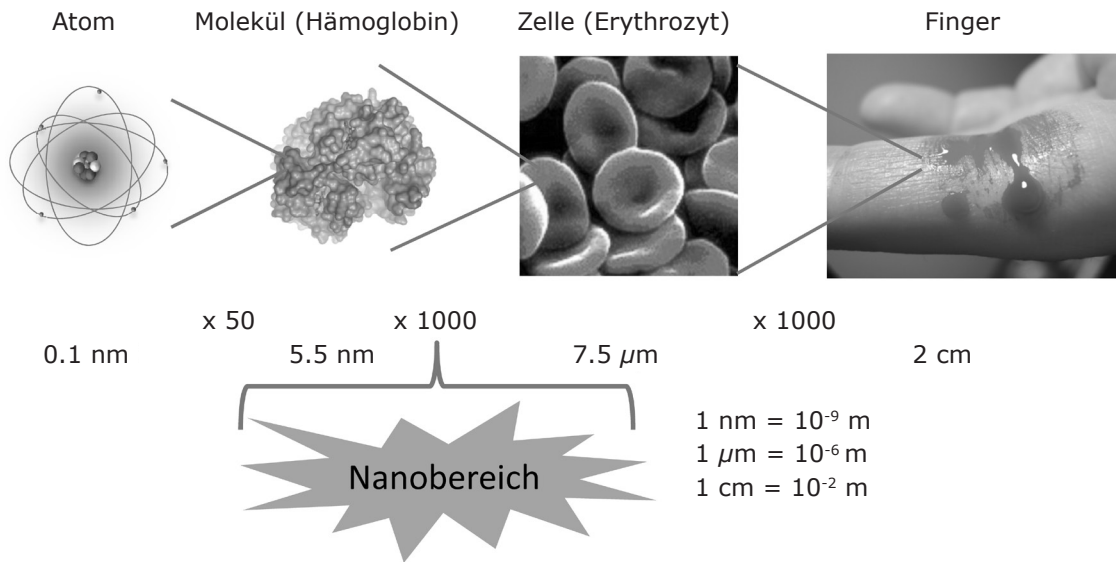 Atom Molekül (Hämoglobin) Zelle (Erythrozyt) Finger
x 50 x 1000 x 1000
0.1 nm 5.5 nm 7.5 µm 2 cm
1 nm = 10⁻⁹ m
1 µm = 10⁻⁶ m
1 cm = 10⁻² m
Nanobereich